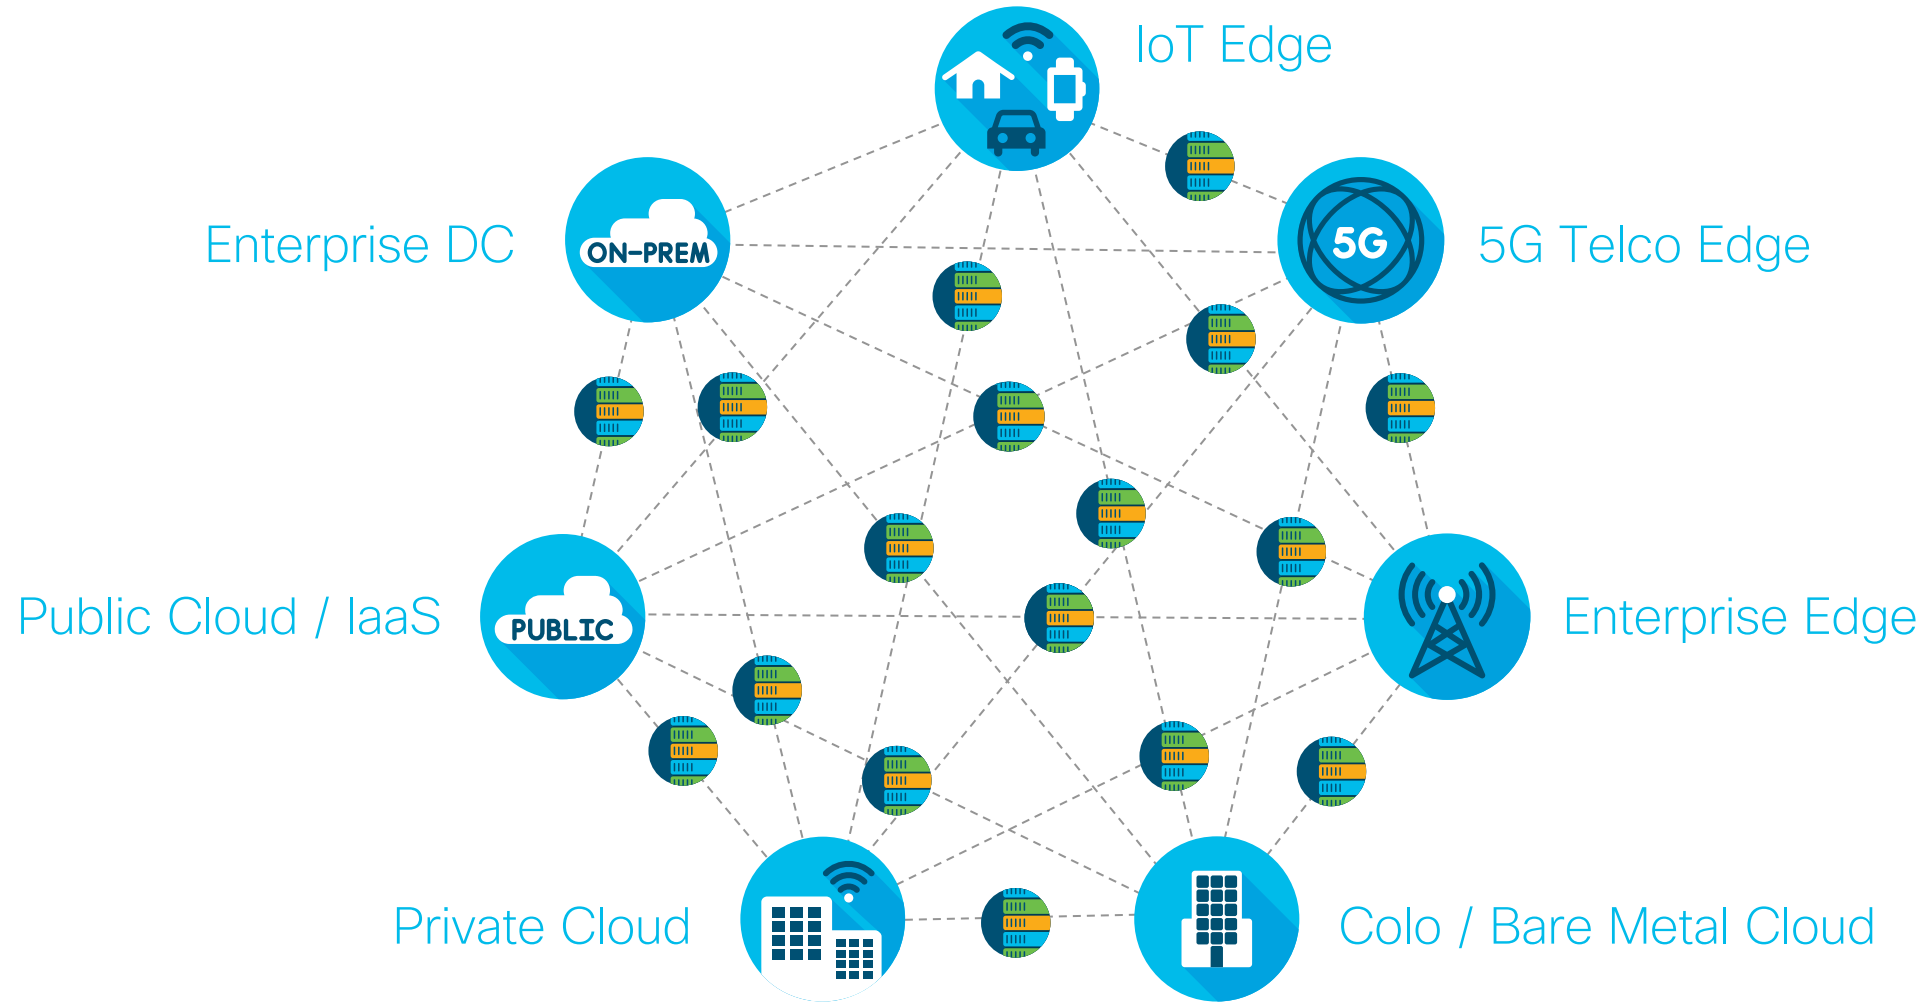 IoT Edge
Enterprise DC
ON-PREM
5G
5G Telco Edge
Public Cloud / IaaS
PUBLIC
Enterprise Edge
Private Cloud
Colo / Bare Metal Cloud